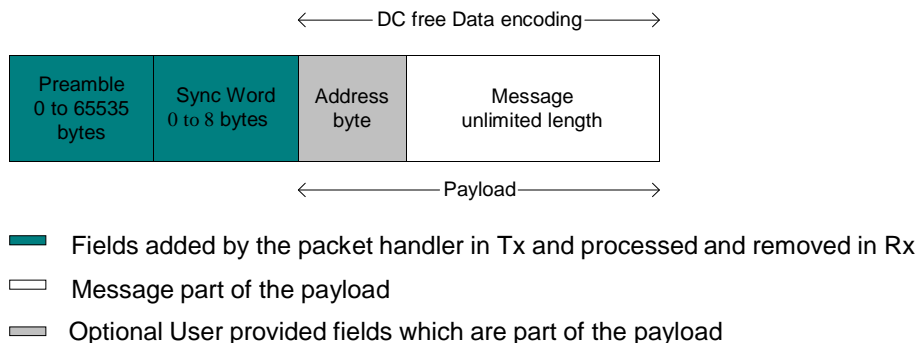 DC free Data encoding
Preamble
0 to 65535
bytes
Sync Word
0 to 8 bytes
Address
byte
Message
unlimited length
Payload
Fields added by the packet handler in Tx and processed and removed in Rx
Message part of the payload
Optional User provided fields which are part of the payload